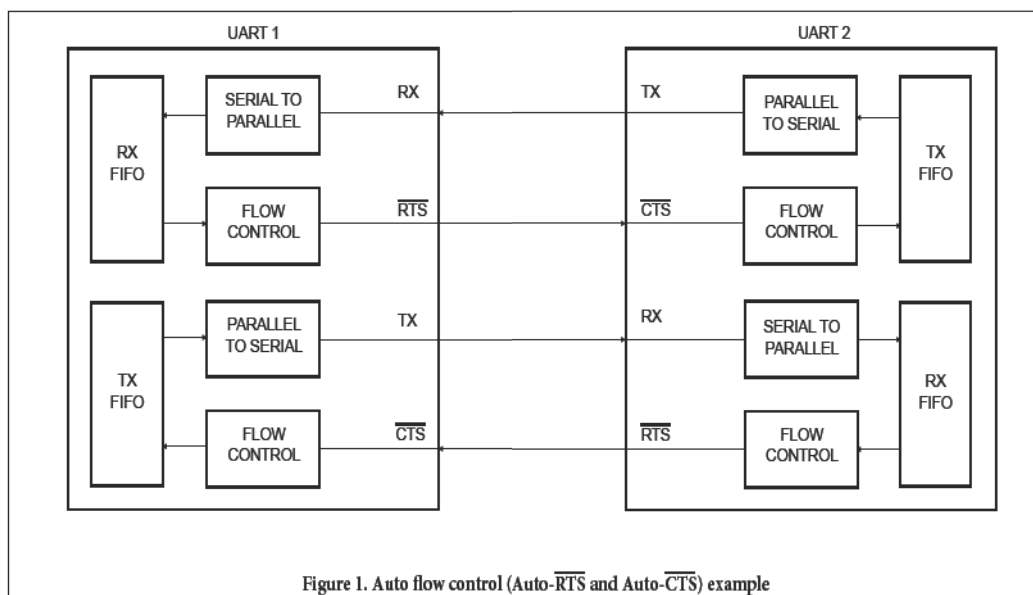 UART 1
UART 2
RX
FIFO
SERIAL TO
PARALLEL
RX
TX
PARALLEL
TO SERIAL
TX
FIFO
FLOW
CONTROL
RTS
CTS
FLOW
CONTROL
TX
FIFO
PARALLEL
TO SERIAL
TX
RX
SERIAL TO
PARALLEL
RX
FIFO
FLOW
CONTROL
CTS
RTS
FLOW
CONTROL
Figure 1. Auto flow control (Auto-RTS and Auto-CTS) example